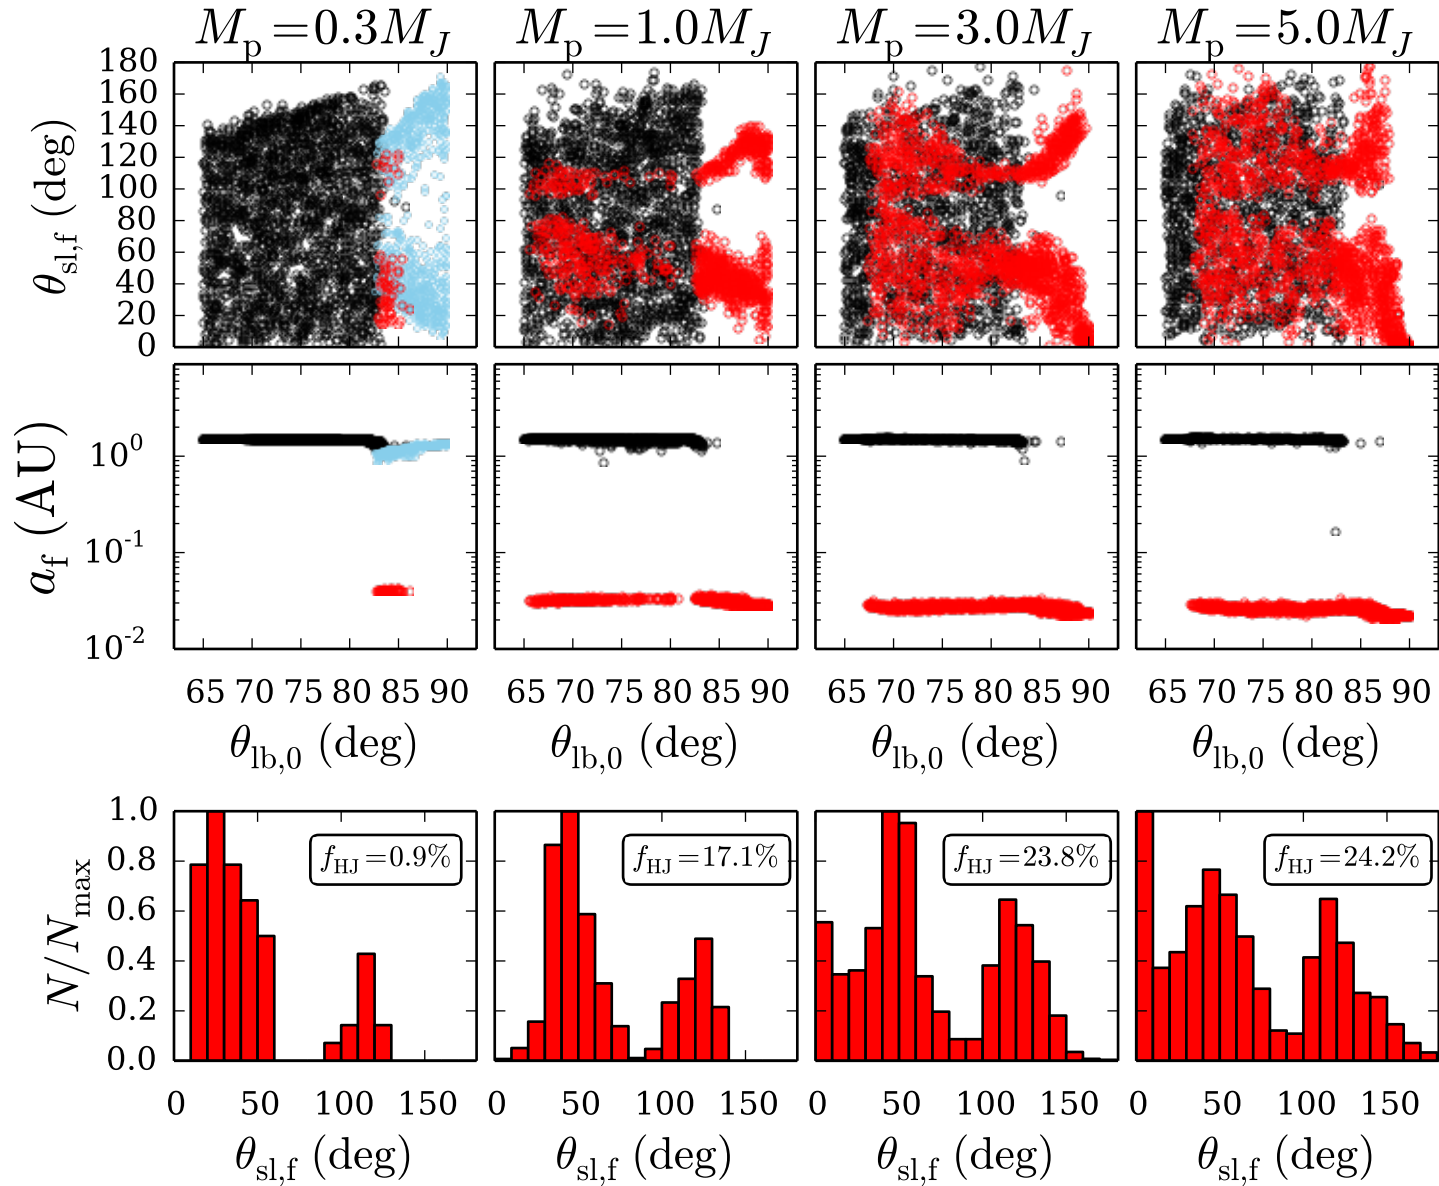 M_p=0.3M_J M_p=1.0M_J M_p=3.0M_J M_p=5.0M_J
180
160
140
120
100
80
60
40
20
0
θ_sl,f (deg)
10^0
10^-1
10^-2
a_f (AU)
65 70 75 80 85 90 65 70 75 80 85 90 65 70 75 80 85 90 65 70 75 80 85 90
θ_lb,0 (deg) θ_lb,0 (deg) θ_lb,0 (deg) θ_lb,0 (deg)
1.0
0.8
0.6
0.4
0.2
0.0
N/N_max
f_HJ=0.9% f_HJ=17.1% f_HJ=23.8% f_HJ=24.2%
0 50 100 150 0 50 100 150 0 50 100 150 0 50 100 150
θ_sl,f (deg) θ_sl,f (deg) θ_sl,f (deg) θ_sl,f (deg)